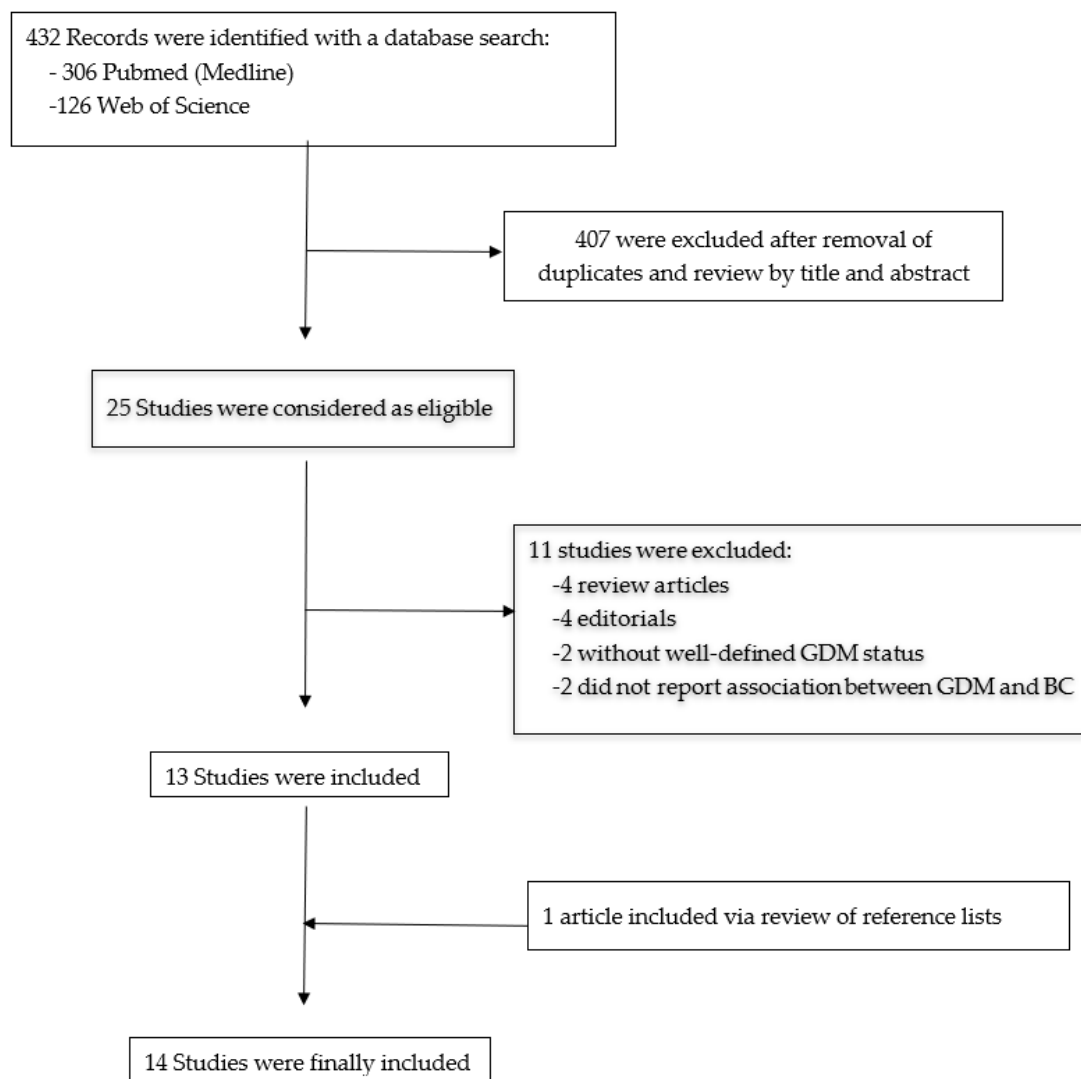 432 Records were identified with a database search:
- 306 Pubmed (Medline)
-126 Web of Science
407 were excluded after removal of
duplicates and review by title and abstract
25 Studies were considered as eligible
11 studies were excluded:
-4 review articles
-4 editorials
-2 without well-defined GDM status
-2 did not report association between GDM and BC
13 Studies were included
1 article included via review of reference lists
14 Studies were finally included